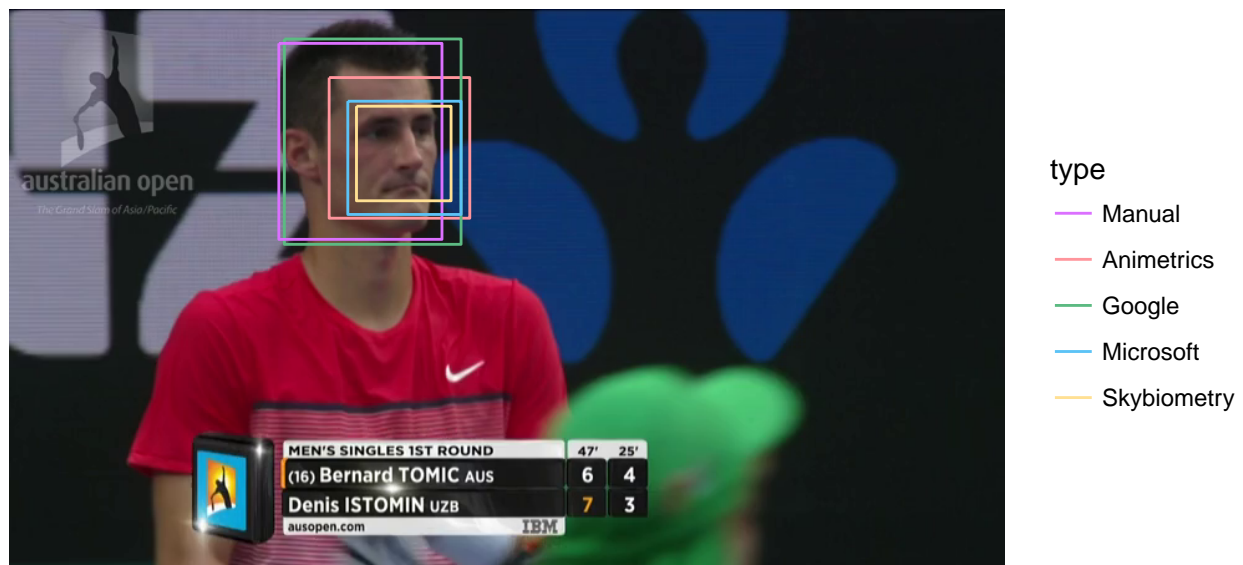 australian open
The Grand Slam of Asia/Pacific
type
Manual
Animetrics
Google
Microsoft
Skybiometry
MEN'S SINGLES 1ST ROUND 47' 25'
(16) Bernard TOMIC AUS 6 4
Denis ISTOMIN UZB 7 3
ausopen.com IBM